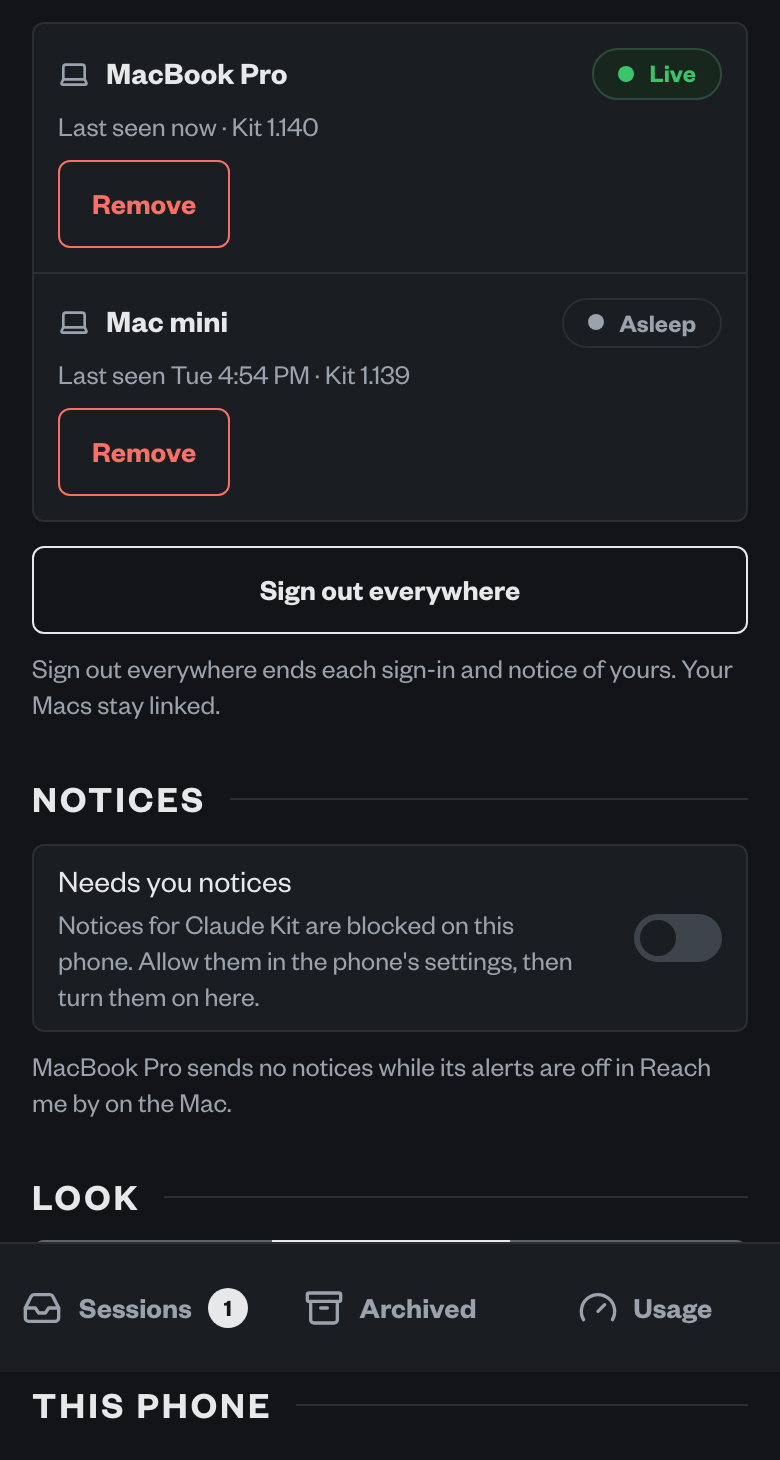 MacBook Pro
Live
Last seen now · Kit 1.140
Remove
Mac mini
Asleep
Last seen Tue 4:54 PM · Kit 1.139
Remove
Sign out everywhere
Sign out everywhere ends each sign-in and notice of yours. Your
Macs stay linked.
NOTICES
Needs you notices
Notices for Claude Kit are blocked on this
phone. Allow them in the phone's settings, then
turn them on here.
MacBook Pro sends no notices while its alerts are off in Reach
me by on the Mac.
LOOK
Sessions 1
Archived
Usage
THIS PHONE